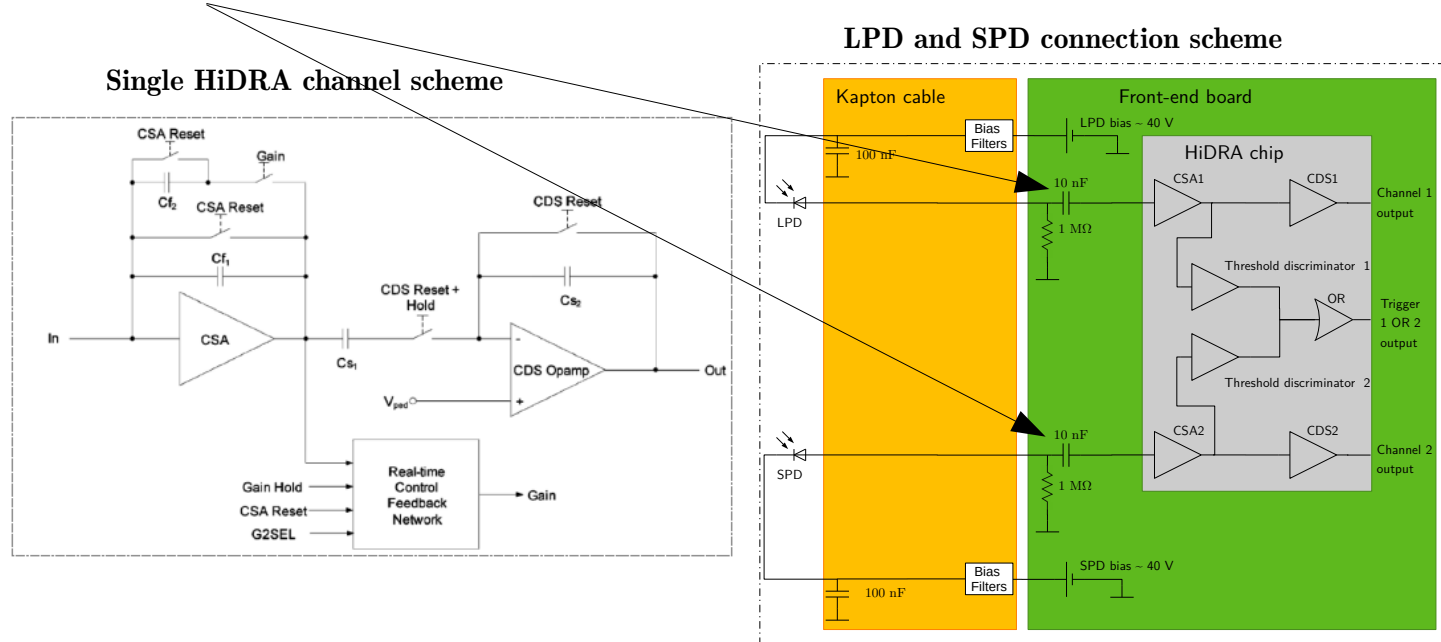 LPD and SPD connection scheme
Single HiDRA channel scheme
CSA Reset
Gain
Cf2
CSA Reset
Cf1
In
CSA
Cs1
CDS Reset +
Hold
CDS Reset
Cs2
-
CDS Opamp
+
Vped
Out
Real-time
Control
Feedback
Network
Gain Hold
CSA Reset
G2SEL
Gain
Kapton cable
Front-end board
LPD bias ~ 40 V
Bias
Filters
100 nF
HiDRA chip
10 nF
CSA1
CDS1
Channel 1
output
LPD
1 MΩ
Threshold discriminator 1
OR
Trigger
1 OR 2
output
Threshold discriminator 2
10 nF
CSA2
CDS2
Channel 2
output
SPD
1 MΩ
SPD bias ~ 40 V
Bias
Filters
100 nF